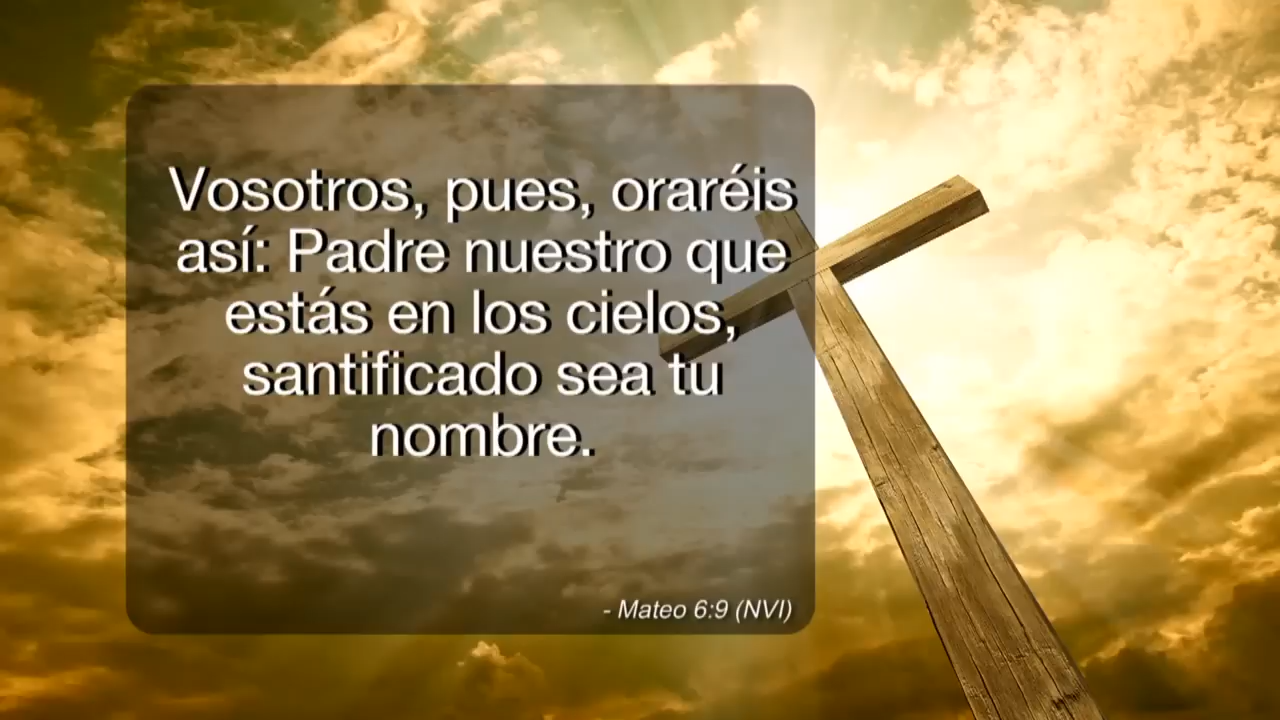 Vosotros, pues, oraréis
así: Padre nuestro que
estás en los cielos,
santificado sea tu
nombre.
- Mateo 6:9 (NVI)